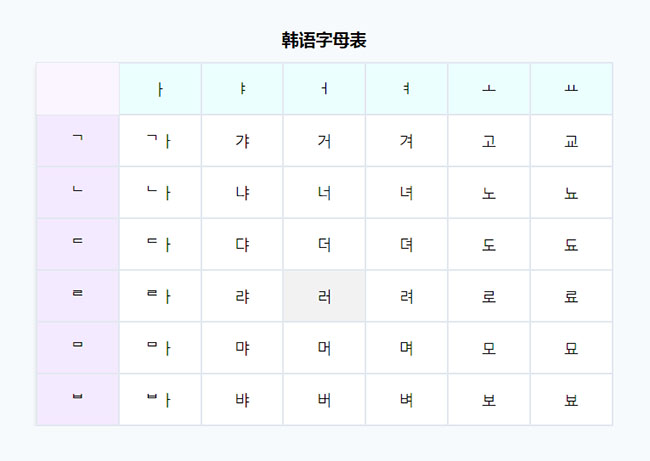 韩语字母表
ㅏ ㅑ ㅓ ㅕ ㅗ ㅛ
ㄱ ㄱㅏ 갸 거 겨 고 교
ㄴ ㄴㅏ 냐 너 녀 노 뇨
ㄷ ㄷㅏ 댜 더 뎌 도 됴
ㄹ ㄹㅏ 랴 러 려 로 료
ㅁ ㅁㅏ 먀 머 며 모 묘
ㅂ ㅂㅏ 뱌 버 벼 보 뵤